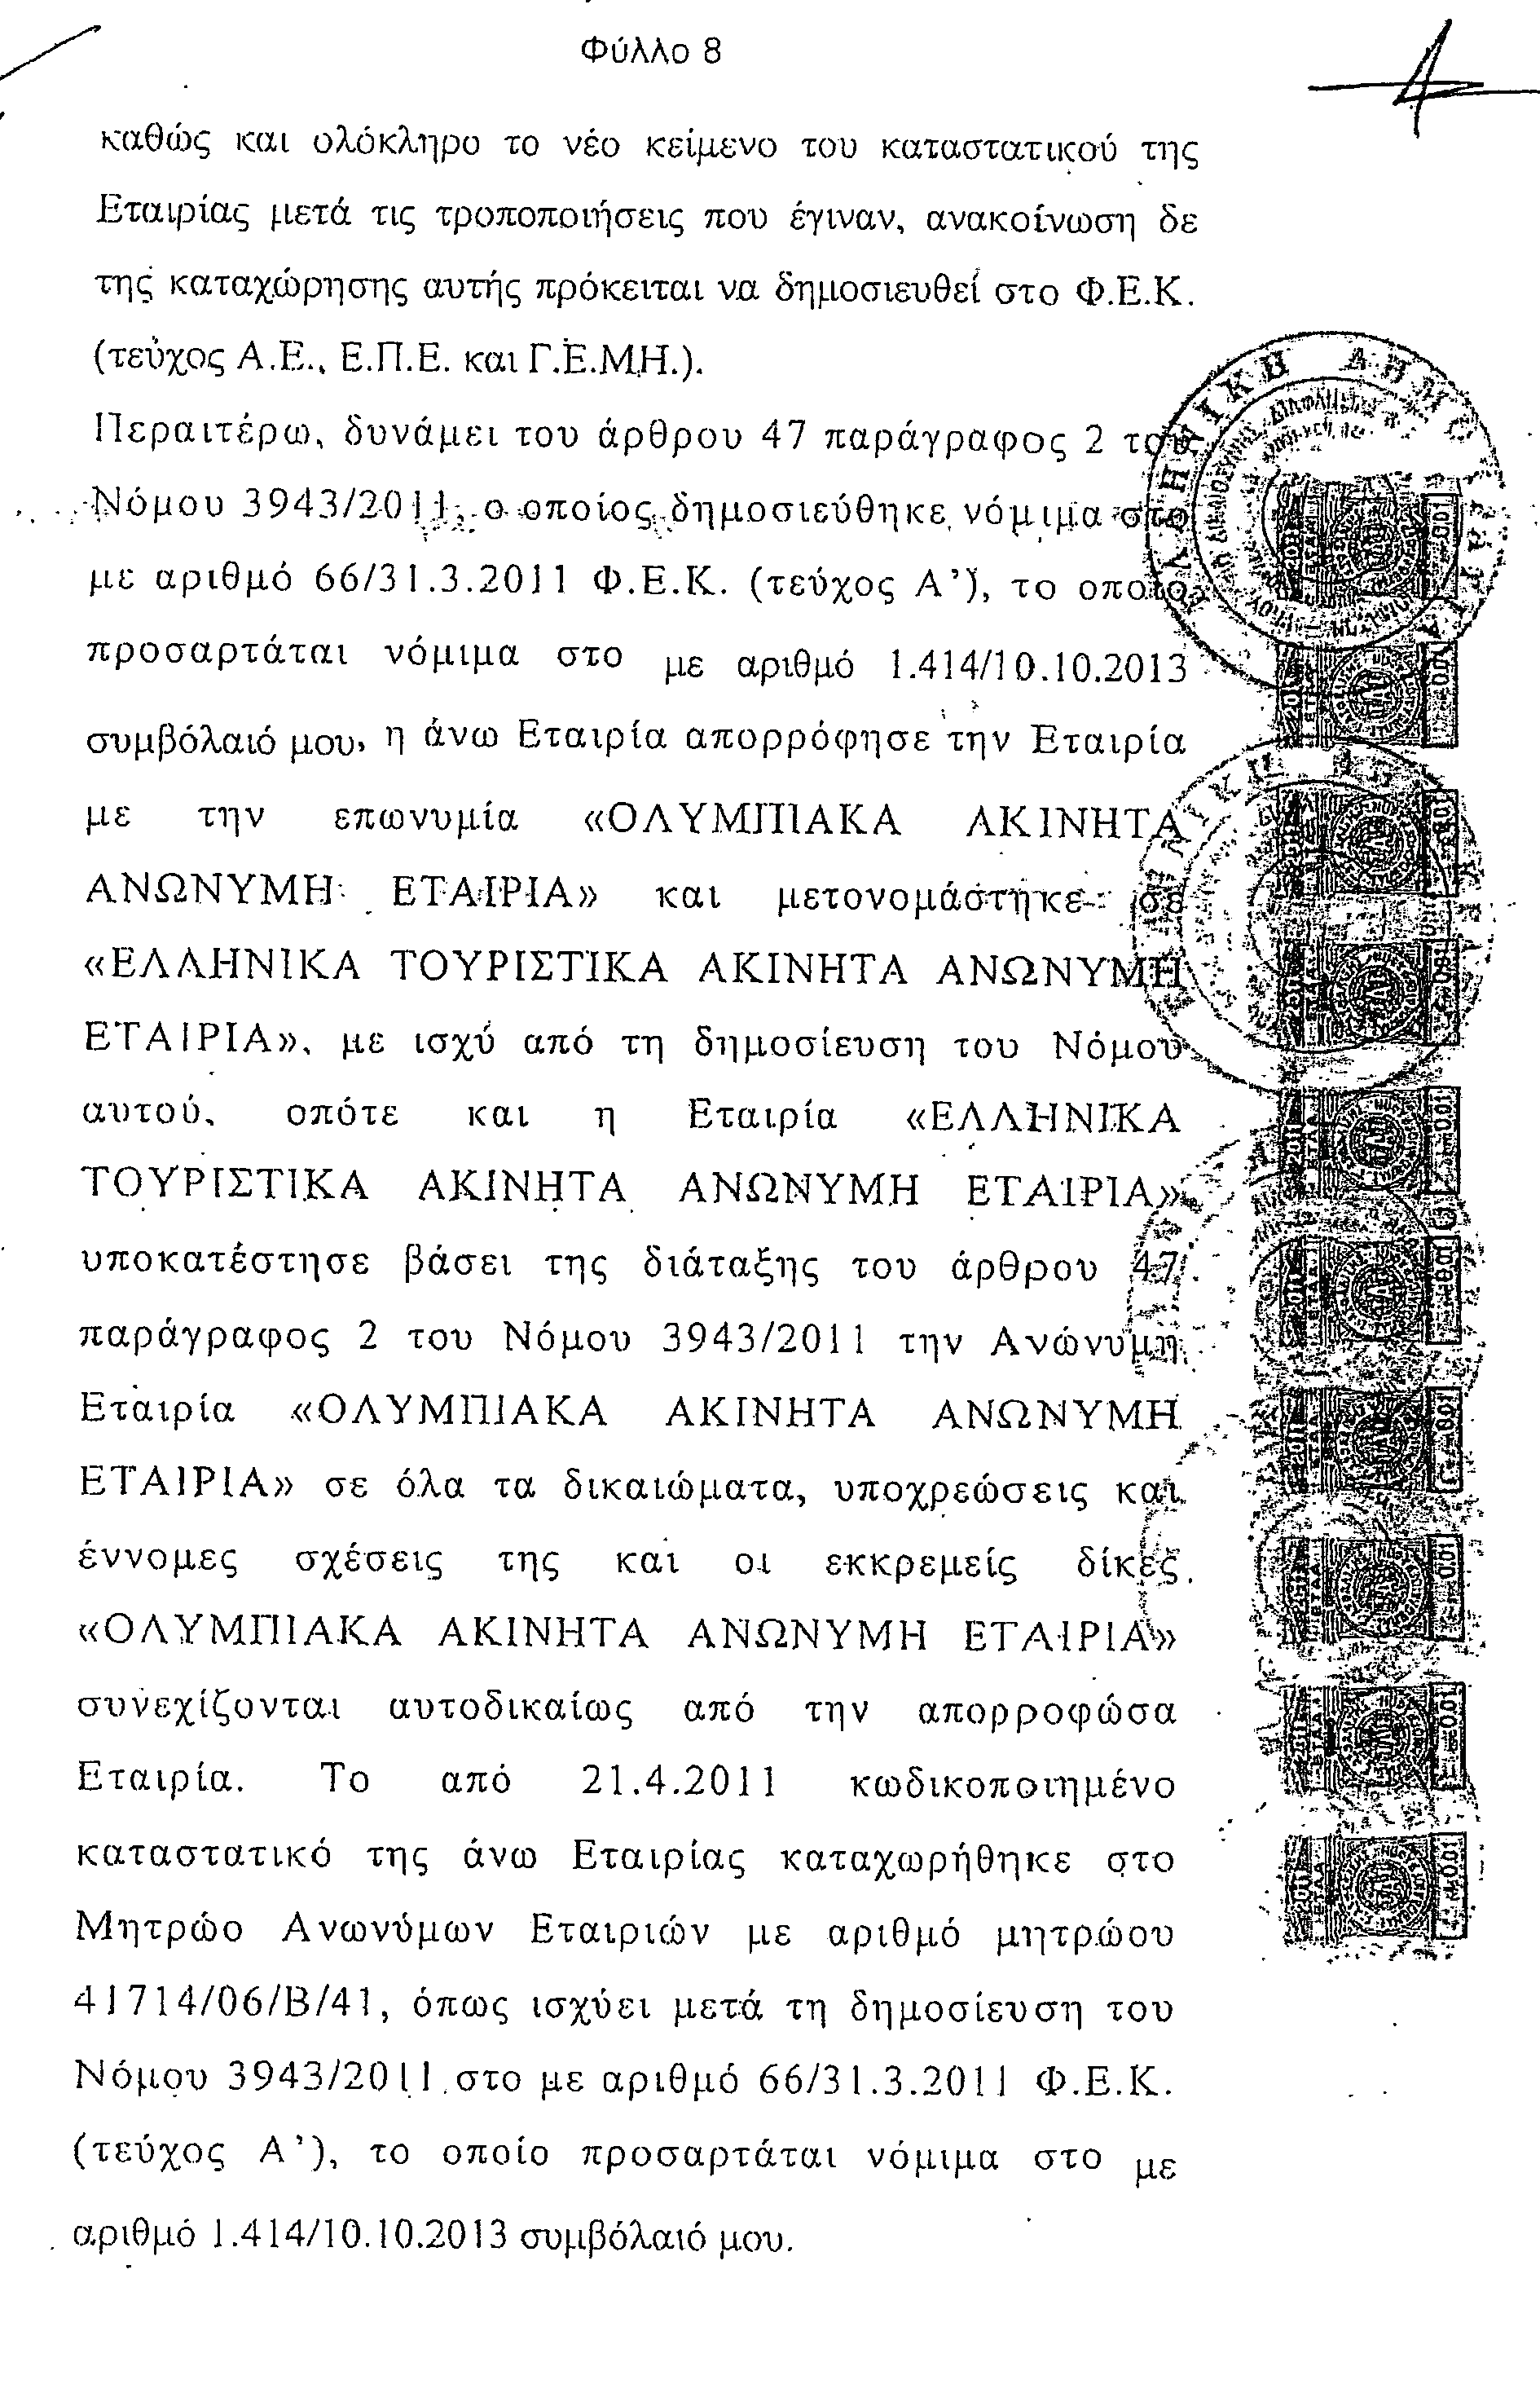 Φύλλο 8
καθώς και ολόκληρο το νέο κείμενο του καταστατικού της
Εταιρίας μετά τις τροποποιήσεις που έγιναν, ανακοίνωση δε
της καταχώρησης αυτής πρόκειται να δημοσιευθεί στο Φ.Ε.Κ.
(τεύχος Α.Ε., Ε.Π.Ε. και Γ.Ε.ΜΗ.).
Περαιτέρω, δυνάμει του άρθρου 47 παράγραφος 2 του
Νόμου 3943/2011, ο οποίος δημοσιεύθηκε νόμιμα στο
με αριθμό 66/31.3.2011 Φ.Ε.Κ. (τεύχος Α'), το οποίο
προσαρτάται νόμιμα στο με αριθμό 1.414/10.10.2013
συμβόλαιό μου, η άνω Εταιρία απορρόφησε την Εταιρία
με την επωνυμία «ΟΛΥΜΠΙΑΚΑ ΑΚΙΝΗΤΑ
ΑΝΩΝΥΜΗ ΕΤΑΙΡΙΑ» και μετονομάστηκε σε
«ΕΛΛΗΝΙΚΑ ΤΟΥΡΙΣΤΙΚΑ ΑΚΙΝΗΤΑ ΑΝΩΝΥΜΗ
ΕΤΑΙΡΙΑ», με ισχύ από τη δημοσίευση του Νόμου
αυτού, οπότε και η Εταιρία «ΕΛΛΗΝΙΚΑ
ΤΟΥΡΙΣΤΙΚΑ ΑΚΙΝΗΤΑ ΑΝΩΝΥΜΗ ΕΤΑΙΡΙΑ»
υποκατέστησε βάσει της διάταξης του άρθρου 47
παράγραφος 2 του Νόμου 3943/2011 την Ανώνυμη
Εταιρία «ΟΛΥΜΠΙΑΚΑ ΑΚΙΝΗΤΑ ΑΝΩΝΥΜΗ
ΕΤΑΙΡΙΑ» σε όλα τα δικαιώματα, υποχρεώσεις και
έννομες σχέσεις της και οι εκκρεμείς δίκες
«ΟΛΥΜΠΙΑΚΑ ΑΚΙΝΗΤΑ ΑΝΩΝΥΜΗ ΕΤΑΙΡΙΑ»
συνεχίζονται αυτοδικαίως από την απορροφώσα
Εταιρία. Το από 21.4.2011 κωδικοποιημένο
καταστατικό της άνω Εταιρίας καταχωρήθηκε στο
Μητρώο Ανωνύμων Εταιριών με αριθμό μητρώου
41714/06/Β/41, όπως ισχύει μετά τη δημοσίευση του
Νόμου 3943/2011 στο με αριθμό 66/31.3.2011 Φ.Ε.Κ.
(τεύχος Α'), το οποίο προσαρτάται νόμιμα στο με
αριθμό 1.414/10.10.2013 συμβόλαιό μου.